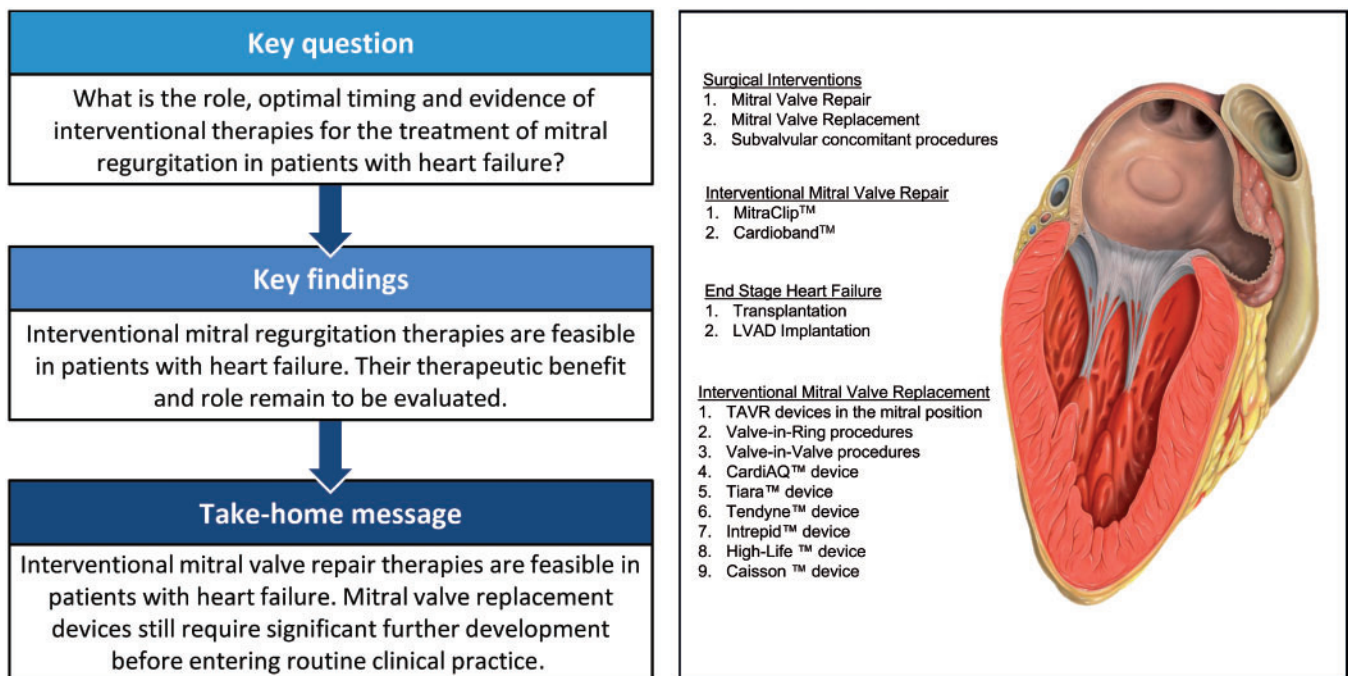 Key question
What is the role, optimal timing and evidence of
interventional therapies for the treatment of mitral
regurgitation in patients with heart failure?
Key findings
Interventional mitral regurgitation therapies are feasible
in patients with heart failure. Their therapeutic benefit
and role remain to be evaluated.
Take-home message
Interventional mitral valve repair therapies are feasible in
patients with heart failure. Mitral valve replacement
devices still require significant further development
before entering routine clinical practice.
Surgical Interventions
1. Mitral Valve Repair
2. Mitral Valve Replacement
3. Subvalvular concomitant procedures
Interventional Mitral Valve Repair
1. MitraClip™
2. Cardioband™
End Stage Heart Failure
1. Transplantation
2. LVAD Implantation
Interventional Mitral Valve Replacement
1. TAVR devices in the mitral position
2. Valve-in-Ring procedures
3. Valve-in-Valve procedures
4. CardiAQ™ device
5. Tiara™ device
6. Tendyne™ device
7. Intrepid™ device
8. High-Life ™ device
9. Caisson ™ device